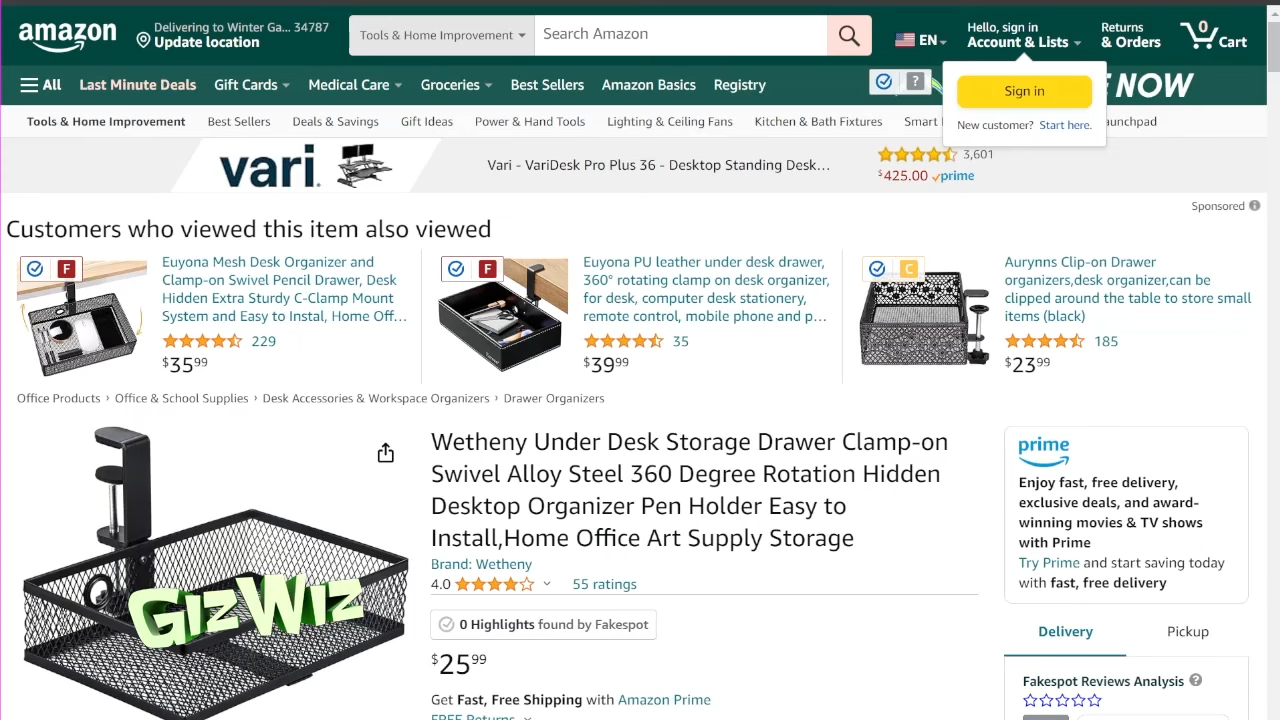 amazon
Delivering to Winter Ga... 34787
Update location
Tools & Home Improvement
Search Amazon
EN
Hello, sign in
Account & Lists
Returns
& Orders
0
Cart
All
Last Minute Deals
Gift Cards
Medical Care
Groceries
Best Sellers
Amazon Basics
Registry
?
NOW
Sign in
New customer? Start here.
Tools & Home Improvement
Best Sellers
Deals & Savings
Gift Ideas
Power & Hand Tools
Lighting & Ceiling Fans
Kitchen & Bath Fixtures
Smart
aunchpad
vari.
Vari - VariDesk Pro Plus 36 - Desktop Standing Desk...
3,601
$425.00 prime
Sponsored
Customers who viewed this item also viewed
F
Euyona Mesh Desk Organizer and
Clamp-on Swivel Pencil Drawer, Desk
Hidden Extra Sturdy C-Clamp Mount
System and Easy to Instal, Home Off...
229
$3599
F
Euyona PU leather under desk drawer,
360° rotating clamp on desk organizer,
for desk, computer desk stationery,
remote control, mobile phone and p...
35
$3999
C
Aurynns Clip-on Drawer
organizers,desk organizer,can be
clipped around the table to store small
items (black)
185
$2399
Office Products › Office & School Supplies › Desk Accessories & Workspace Organizers › Drawer Organizers
GizWiz
Wetheny Under Desk Storage Drawer Clamp-on
Swivel Alloy Steel 360 Degree Rotation Hidden
Desktop Organizer Pen Holder Easy to
Install,Home Office Art Supply Storage
Brand: Wetheny
4.0
55 ratings
0 Highlights found by Fakespot
$2599
Get Fast, Free Shipping with Amazon Prime
FREE Returns
prime
Enjoy fast, free delivery,
exclusive deals, and award-
winning movies & TV shows
with Prime
Try Prime and start saving today
with fast, free delivery
Delivery
Pickup
Fakespot Reviews Analysis